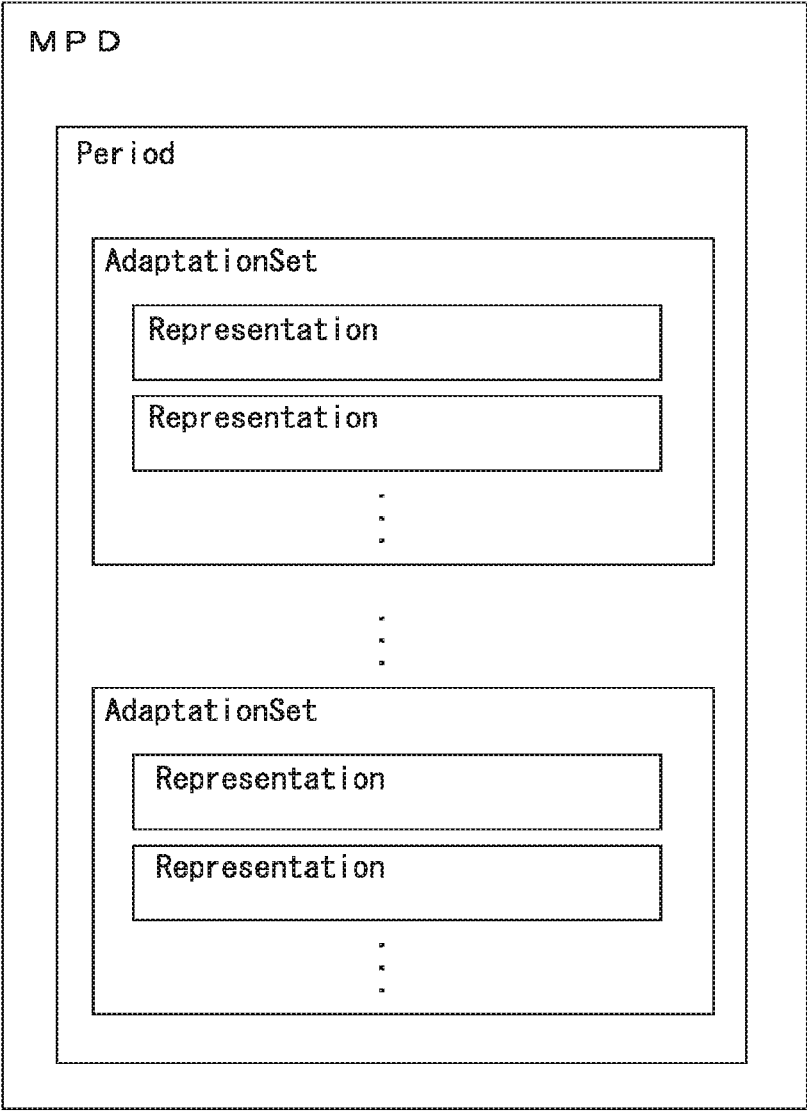 MPD
Period
AdaptationSet
Representation
Representation
AdaptationSet
Representation
Representation